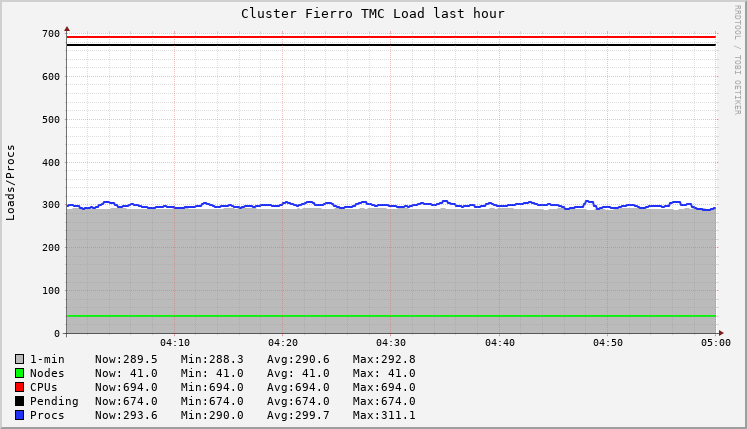 Cluster Fierro TMC Load last hour
RRDTOOL / TOBI OETIKER
Loads/Procs
700
600
500
400
300
200
100
0
04:10 04:20 04:30 04:40 04:50 05:00
1-min Now:289.5 Min:288.3 Avg:290.6 Max:292.8
Nodes Now: 41.0 Min: 41.0 Avg: 41.0 Max: 41.0
CPUs Now:694.0 Min:694.0 Avg:694.0 Max:694.0
Pending Now:674.0 Min:674.0 Avg:674.0 Max:674.0
Procs Now:293.6 Min:290.0 Avg:299.7 Max:311.1